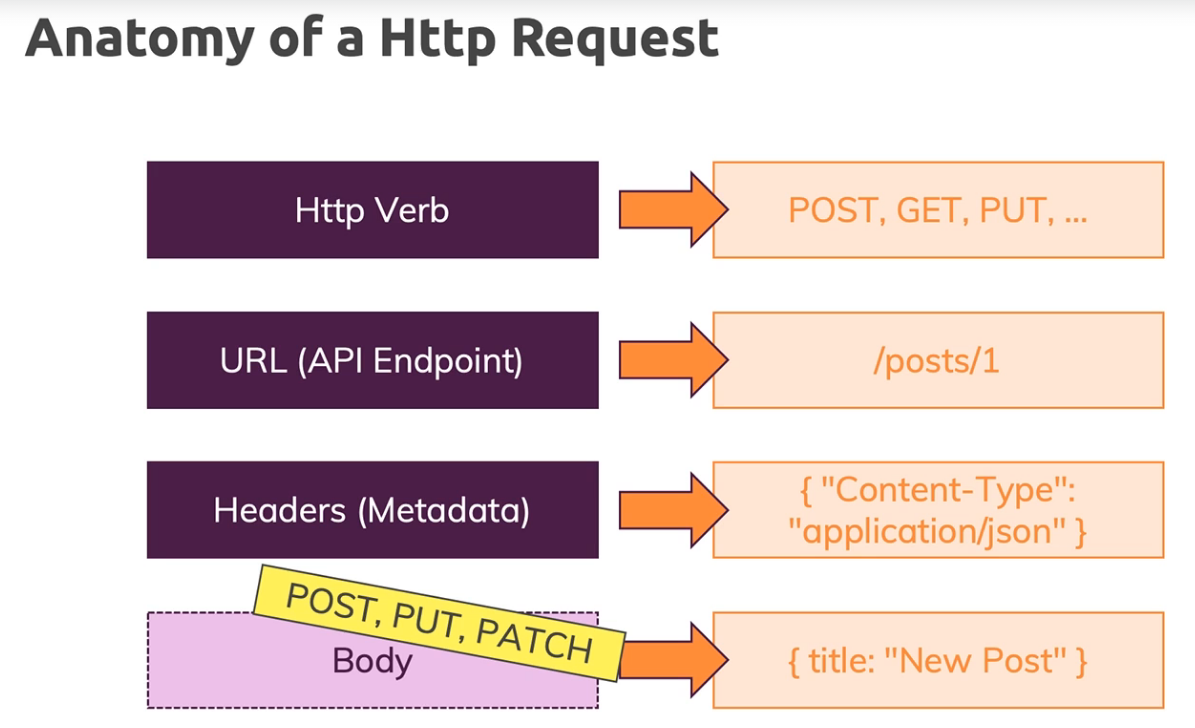 Anatomy of a Http Request
Http Verb
POST, GET, PUT, ...
URL (API Endpoint)
/posts/1
Headers (Metadata)
{ "Content-Type":
"application/json" }
POST, PUT, PATCH
Body
{ title: "New Post" }